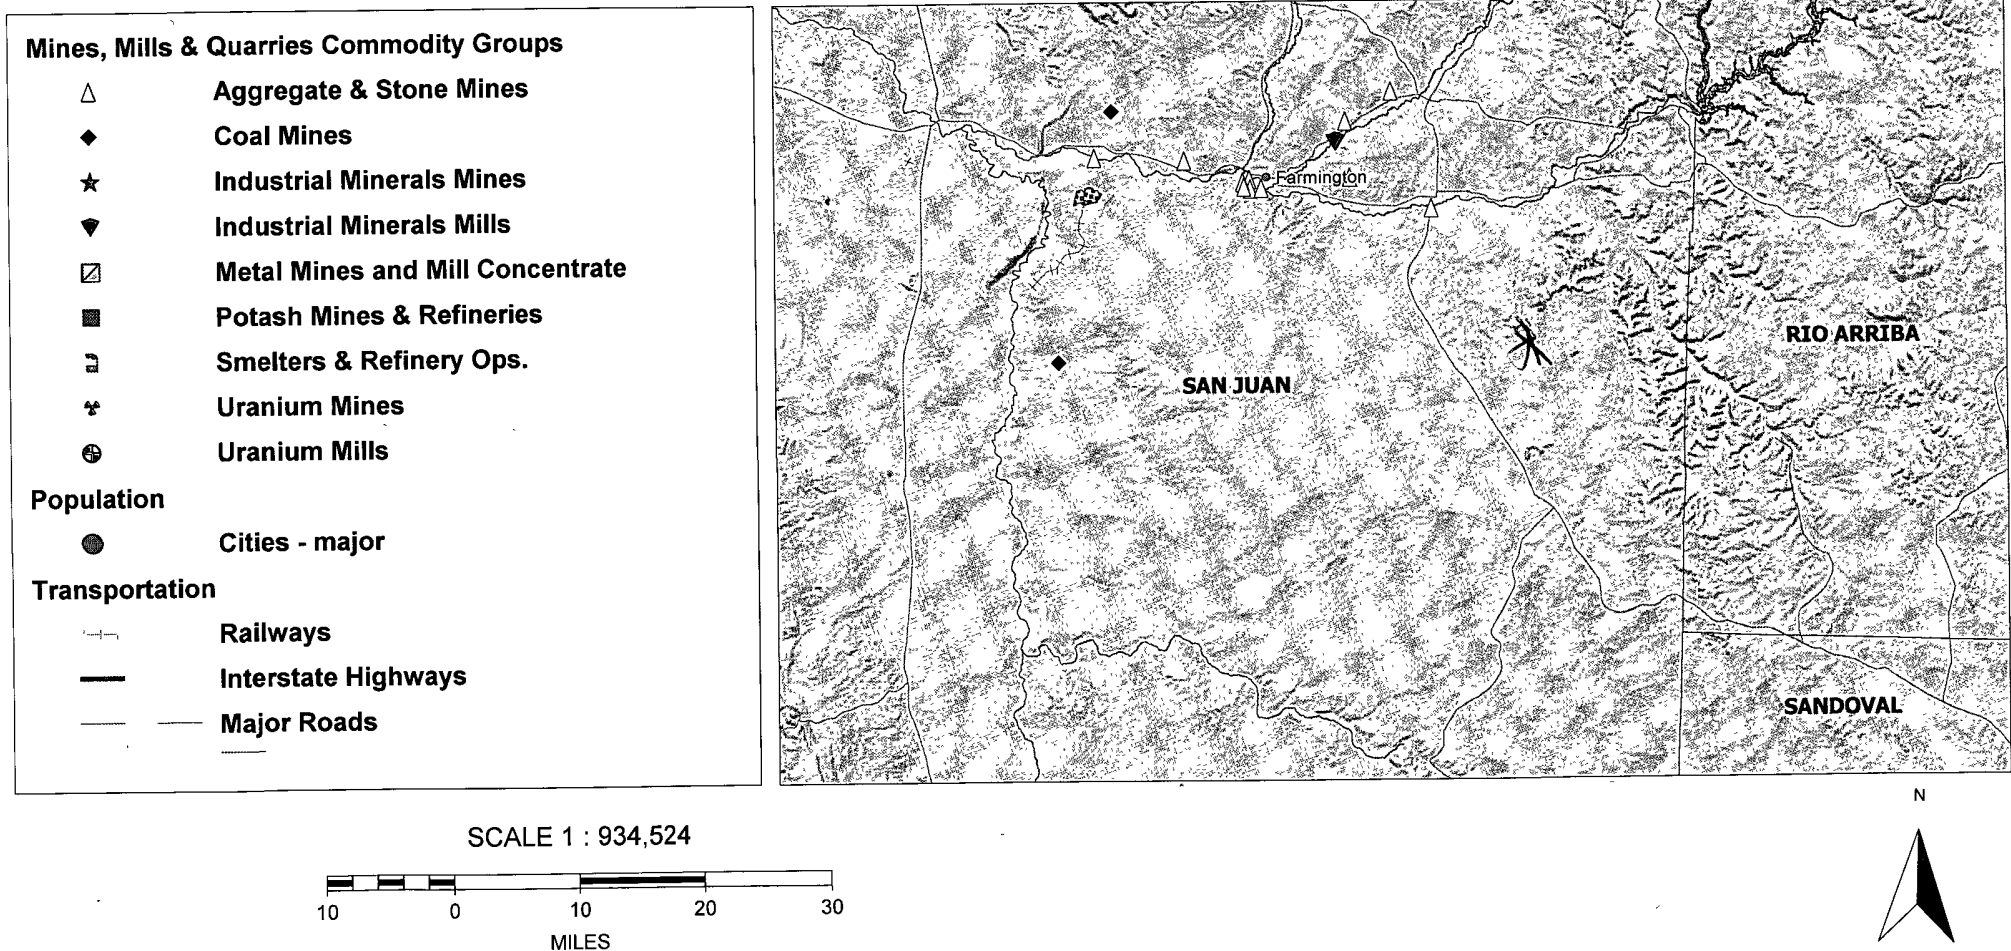 Mines, Mills & Quarries Commodity Groups
Aggregate & Stone Mines
Coal Mines
Industrial Minerals Mines
Industrial Minerals Mills
Metal Mines and Mill Concentrate
Potash Mines & Refineries
Smelters & Refinery Ops.
Uranium Mines
Uranium Mills
Population
Cities - major
Transportation
Railways
Interstate Highways
Major Roads
Farmington
RIO ARRIBA
SAN JUAN
SANDOVAL
N
SCALE 1 : 934,524
10 0 10 20 30
MILES